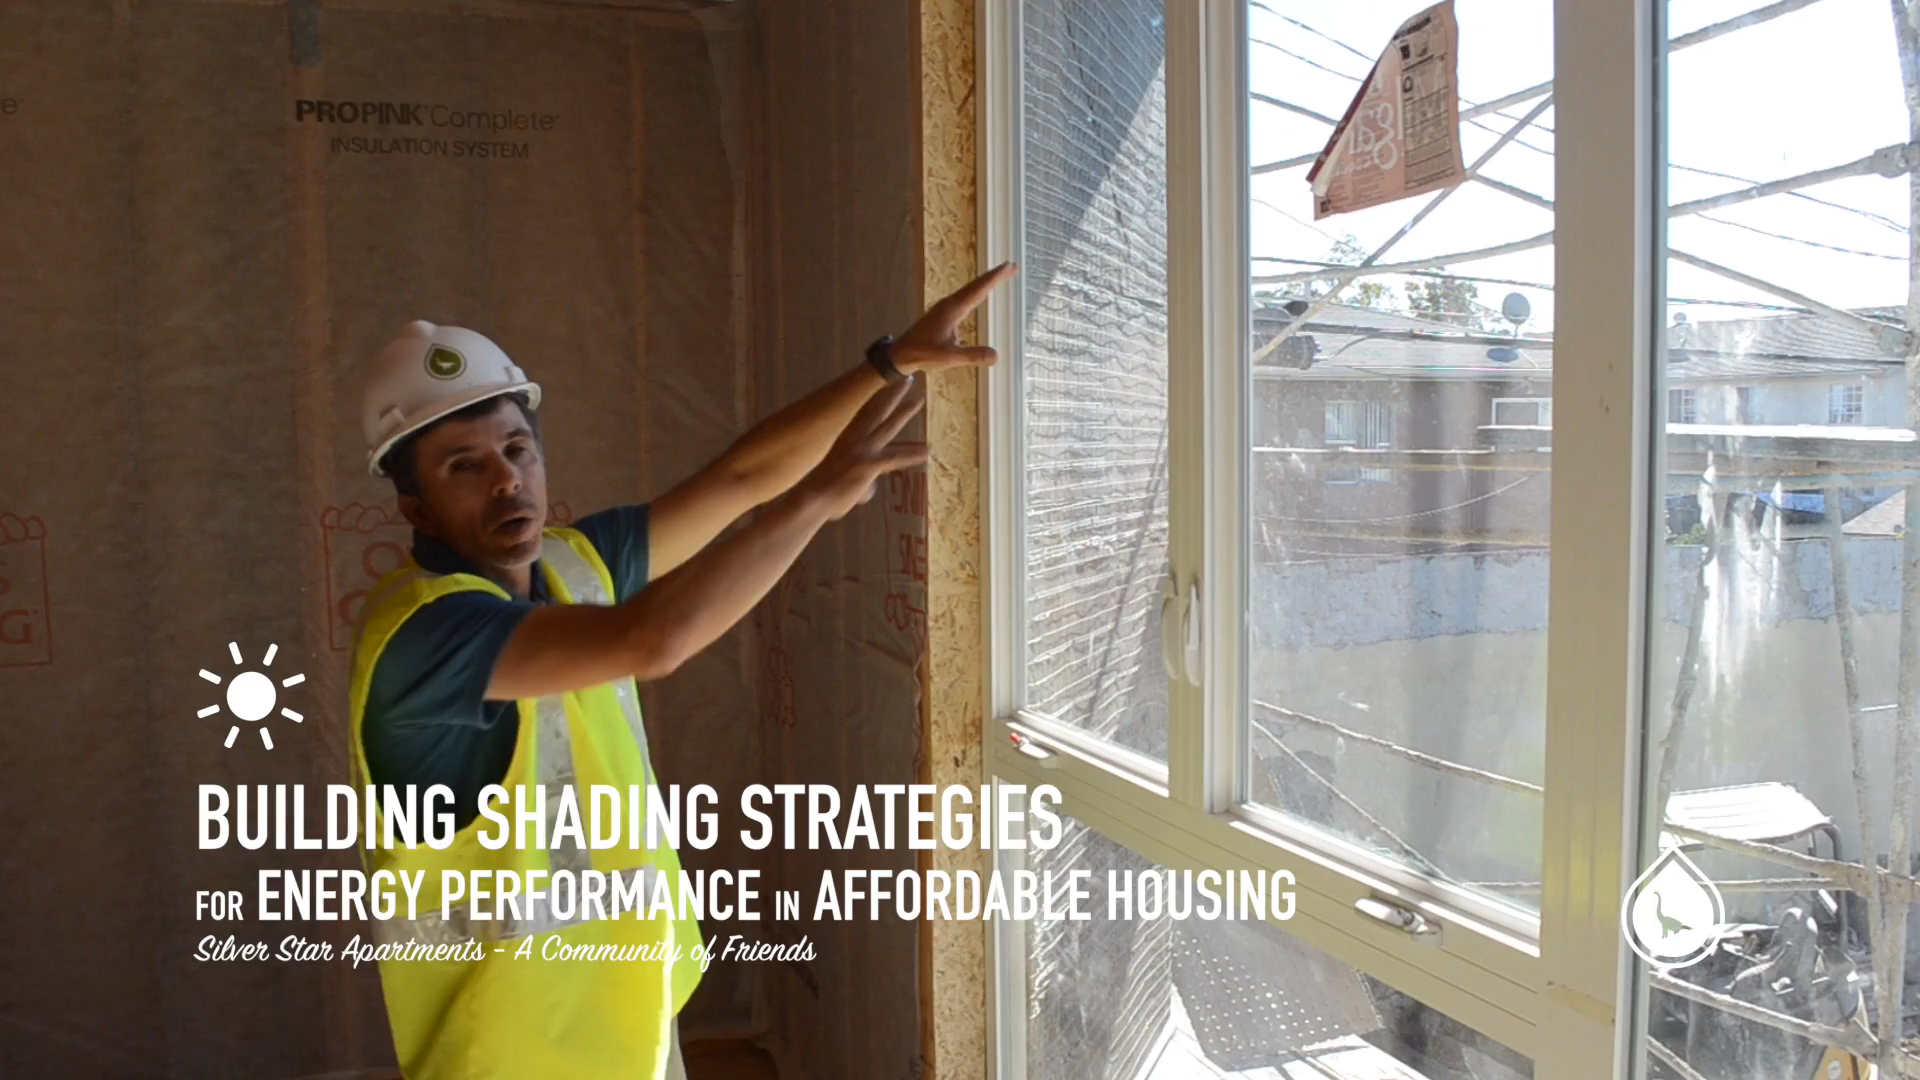 PROPINK Complete
INSULATION SYSTEM
BUILDING SHADING STRATEGIES
FOR ENERGY PERFORMANCE IN AFFORDABLE HOUSING
Silver Star Apartments - A Community of Friends